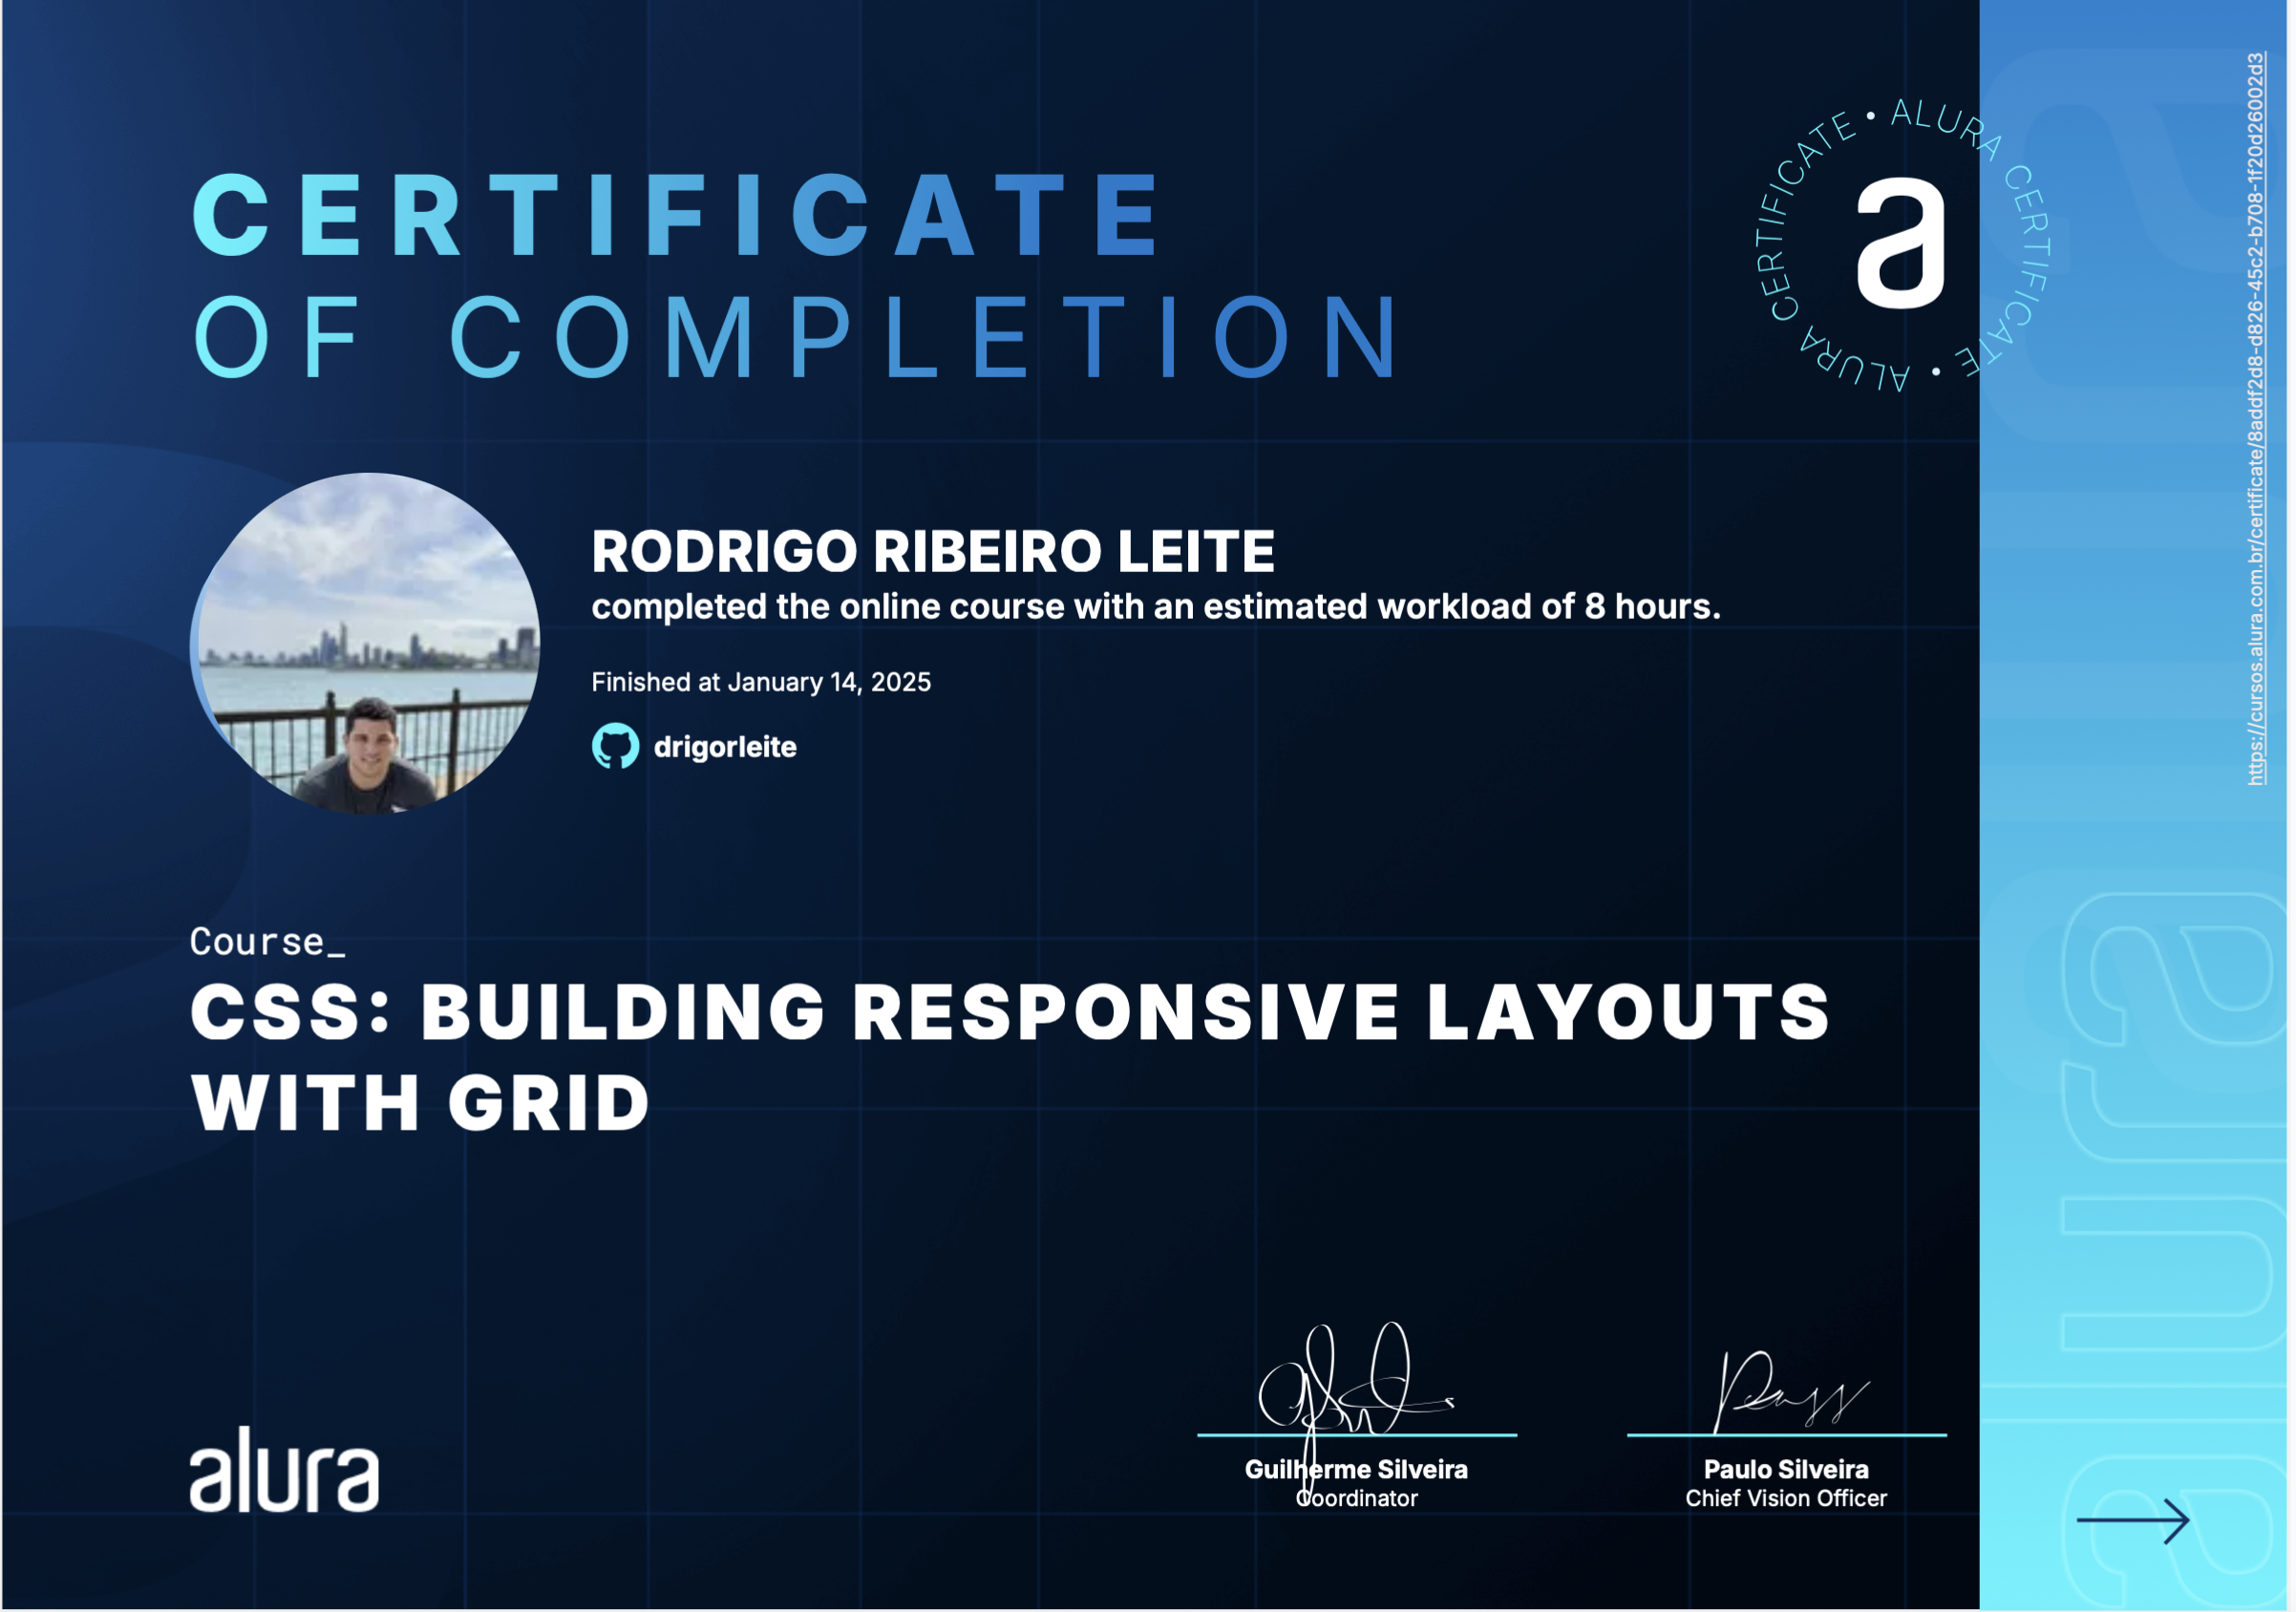 CERTIFICATE
OF COMPLETION
ALURA CERTIFICATE • ALURA CERTIFICATE •
a
RODRIGO RIBEIRO LEITE
completed the online course with an estimated workload of 8 hours.
Finished at January 14, 2025
drigorleite
Course_
CSS: BUILDING RESPONSIVE LAYOUTS
WITH GRID
alura
Guilherme Silveira
Coordinator
Paulo Silveira
Chief Vision Officer
https://cursos.alura.com.br/certificate/8addf2d8-d826-45c2-b708-1f20d26002d3
alura